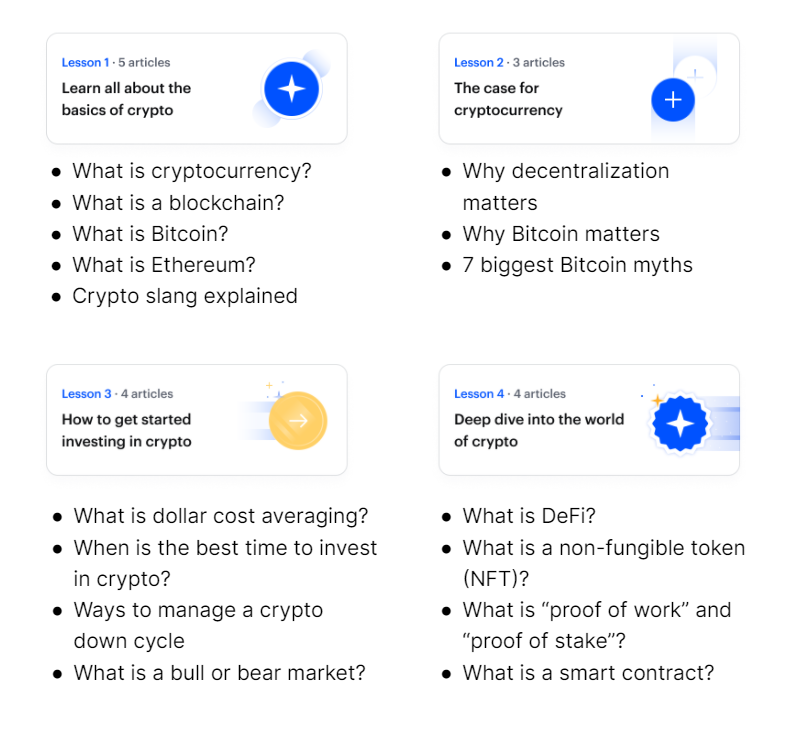 Lesson 1 · 5 articles
Learn all about the
basics of crypto
● What is cryptocurrency?
● What is a blockchain?
● What is Bitcoin?
● What is Ethereum?
● Crypto slang explained
Lesson 2 · 3 articles
The case for
cryptocurrency
● Why decentralization
matters
● Why Bitcoin matters
● 7 biggest Bitcoin myths
Lesson 3 · 4 articles
How to get started
investing in crypto
● What is dollar cost averaging?
● When is the best time to invest
in crypto?
● Ways to manage a crypto
down cycle
● What is a bull or bear market?
Lesson 4 · 4 articles
Deep dive into the world
of crypto
● What is DeFi?
● What is a non-fungible token
(NFT)?
● What is “proof of work” and
“proof of stake”?
● What is a smart contract?